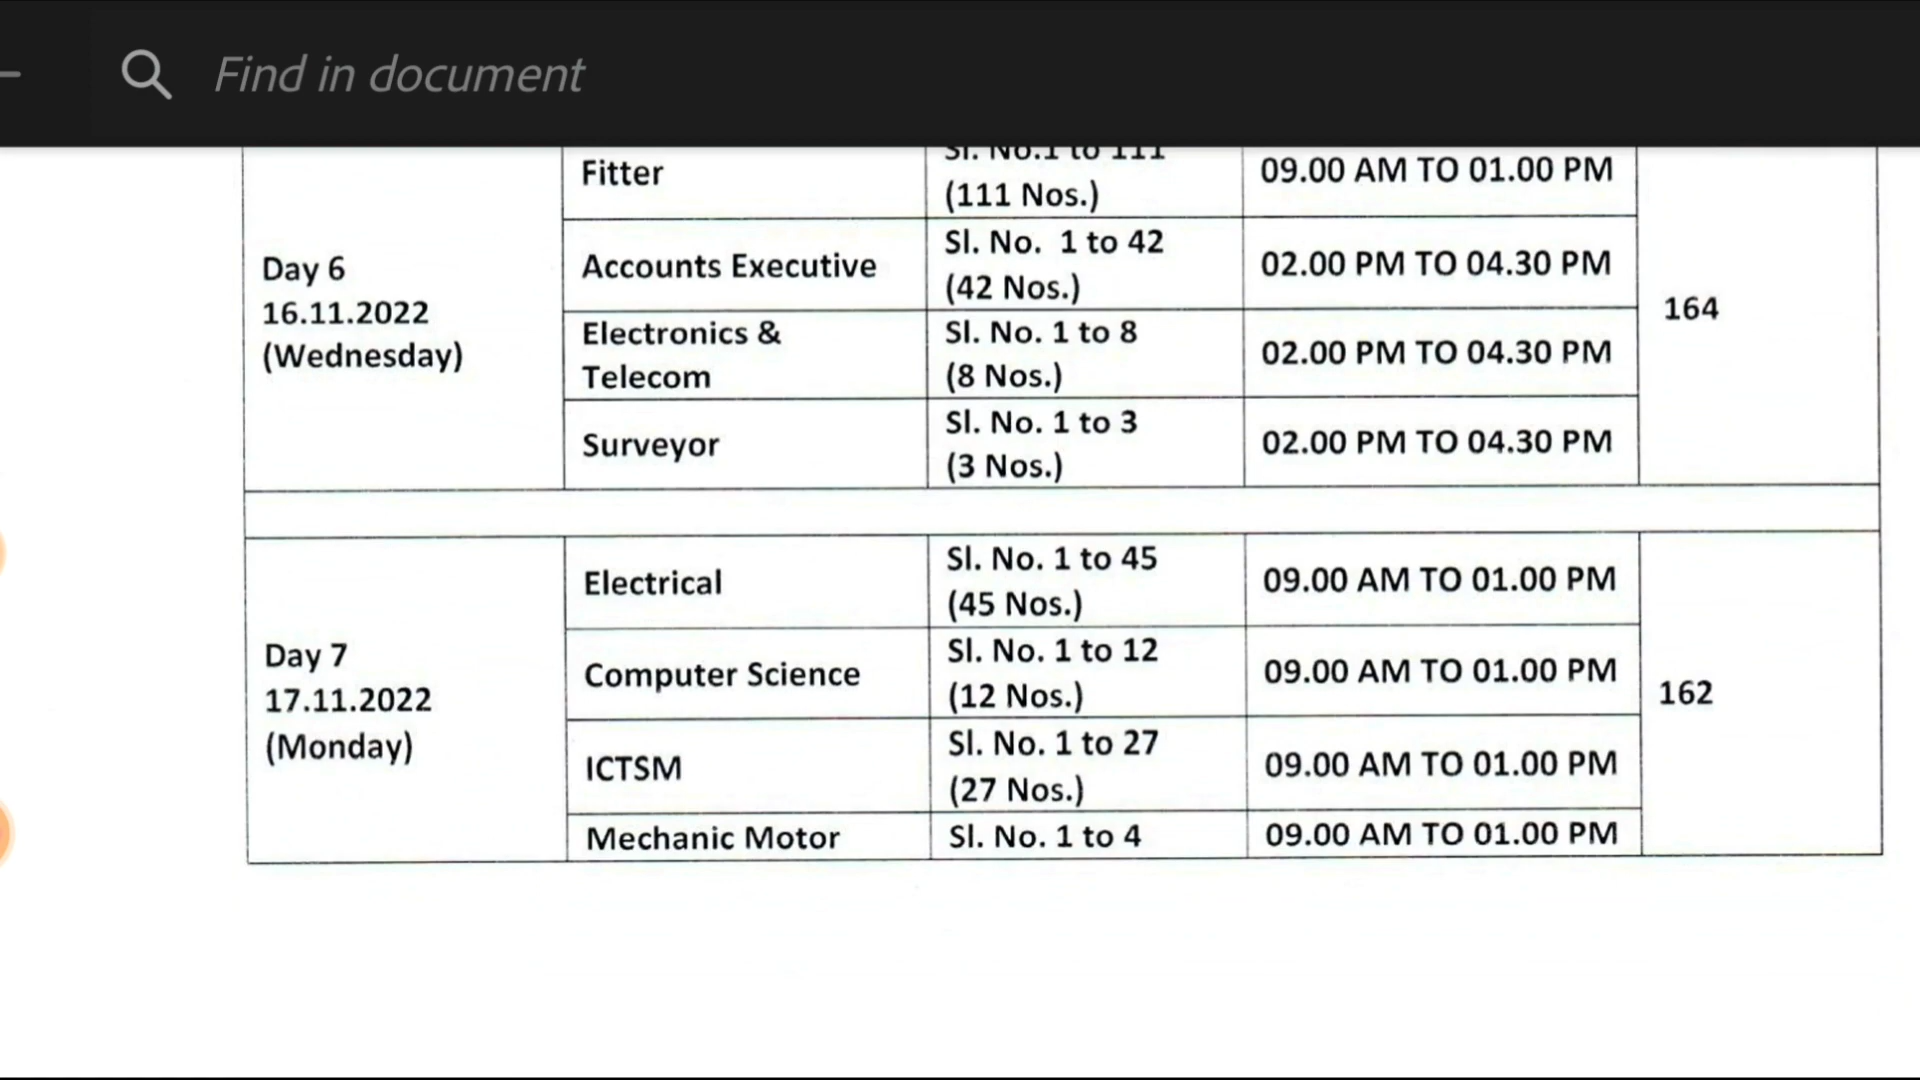 Find in document
Fitter
Sl. No.1 to 111
(111 Nos.)
09.00 AM TO 01.00 PM
Day 6
16.11.2022
(Wednesday)
Accounts Executive
Sl. No. 1 to 42
(42 Nos.)
02.00 PM TO 04.30 PM
164
Electronics &
Telecom
Sl. No. 1 to 8
(8 Nos.)
02.00 PM TO 04.30 PM
Surveyor
Sl. No. 1 to 3
(3 Nos.)
02.00 PM TO 04.30 PM
Day 7
17.11.2022
(Monday)
Electrical
Sl. No. 1 to 45
(45 Nos.)
09.00 AM TO 01.00 PM
162
Computer Science
Sl. No. 1 to 12
(12 Nos.)
09.00 AM TO 01.00 PM
ICTSM
Sl. No. 1 to 27
(27 Nos.)
09.00 AM TO 01.00 PM
Mechanic Motor
Sl. No. 1 to 4
09.00 AM TO 01.00 PM